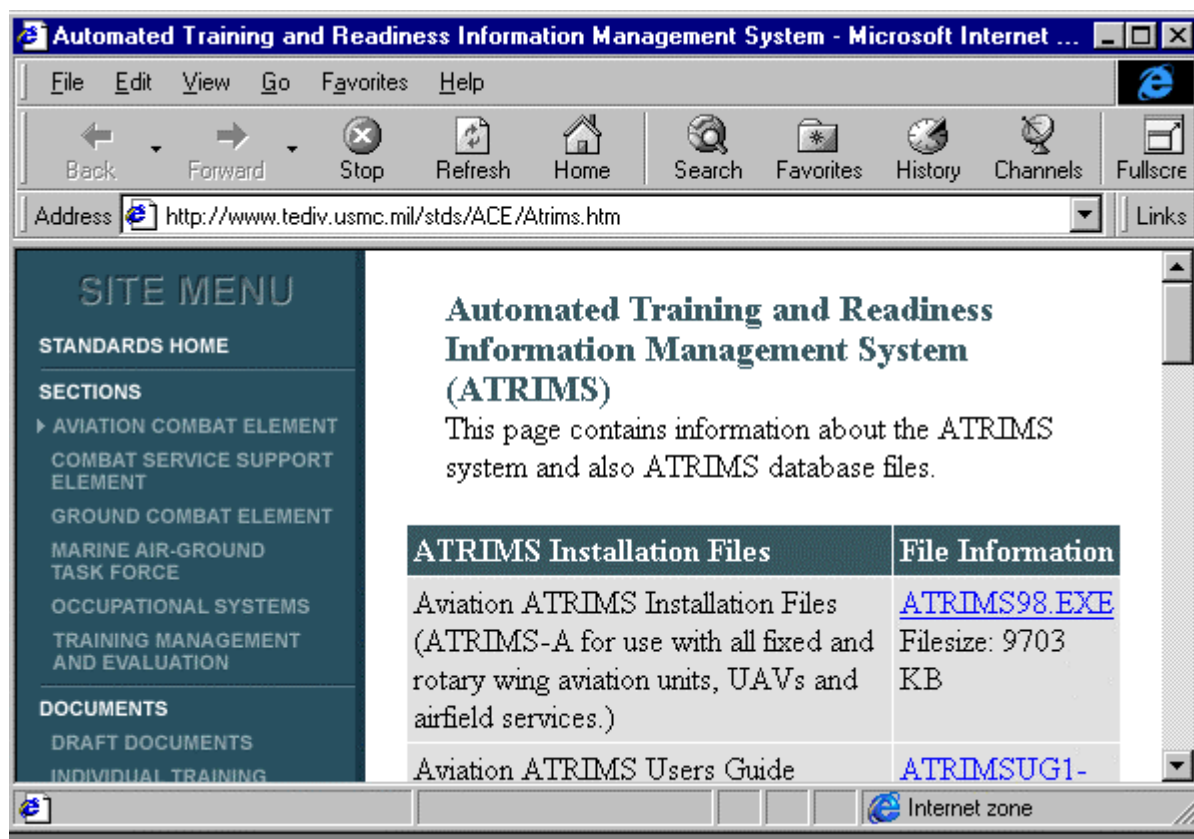 Automated Training and Readiness Information Management System - Microsoft Internet ...
File Edit View Go Favorites Help
Back Forward Stop Refresh Home Search Favorites History Channels Fullscre
Address http://www.tediv.usmc.mil/stds/ACE/Atrims.htm Links
SITE MENU
STANDARDS HOME
SECTIONS
AVIATION COMBAT ELEMENT
COMBAT SERVICE SUPPORT
ELEMENT
GROUND COMBAT ELEMENT
MARINE AIR-GROUND
TASK FORCE
OCCUPATIONAL SYSTEMS
TRAINING MANAGEMENT
AND EVALUATION
DOCUMENTS
DRAFT DOCUMENTS
INDIVIDUAL TRAINING
Automated Training and Readiness
Information Management System
(ATRIMS)
This page contains information about the ATRIMS
system and also ATRIMS database files.
ATRIMS Installation Files File Information
Aviation ATRIMS Installation Files ATRIMS98.EXE
(ATRIMS-A for use with all fixed and Filesize: 9703
rotary wing aviation units, UAVs and KB
airfield services.)
Aviation ATRIMS Users Guide ATRIMSUG1-
Internet zone